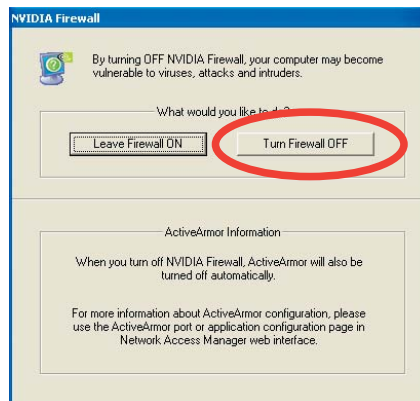 NVIDIA Firewall
By turning OFF NVIDIA Firewall, your computer may become
vulnerable to viruses, attacks and intruders.
What would you like to do?
Leave Firewall ON
Turn Firewall OFF
ActiveArmor Information
When you turn off NVIDIA Firewall, ActiveArmor will also be
turned off automatically.
For more information about ActiveArmor configuration, please
use the ActiveArmor port or application configuration page in
Network Access Manager web interface.